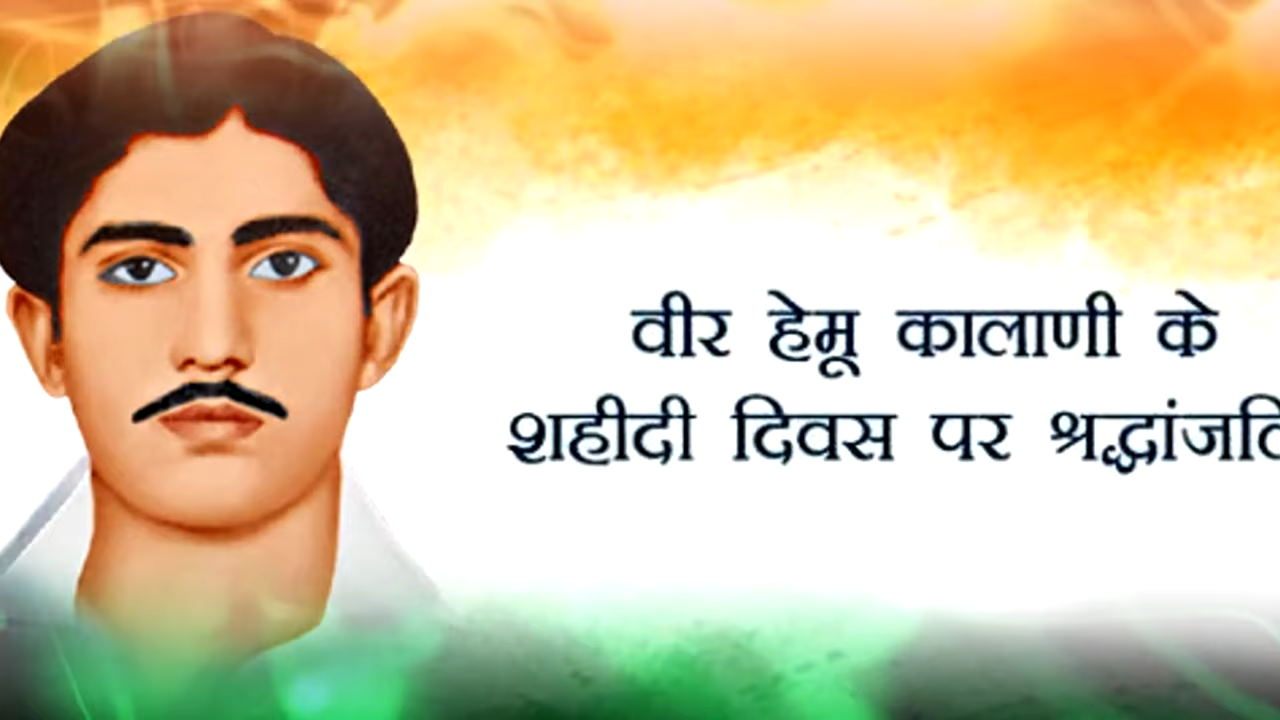 वीर हेमू कालाणी के
शहीदी दिवस पर